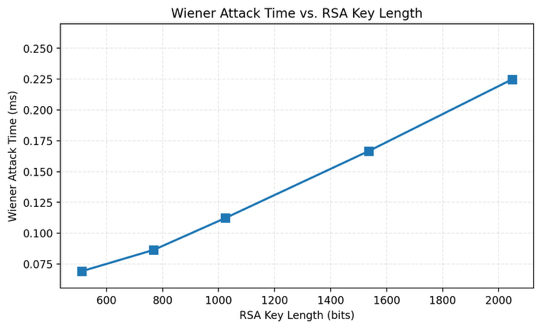 Wiener Attack Time vs. RSA Key Length
Wiener Attack Time (ms)
0.250
0.225
0.200
0.175
0.150
0.125
0.100
0.075
600 800 1000 1200 1400 1600 1800 2000
RSA Key Length (bits)